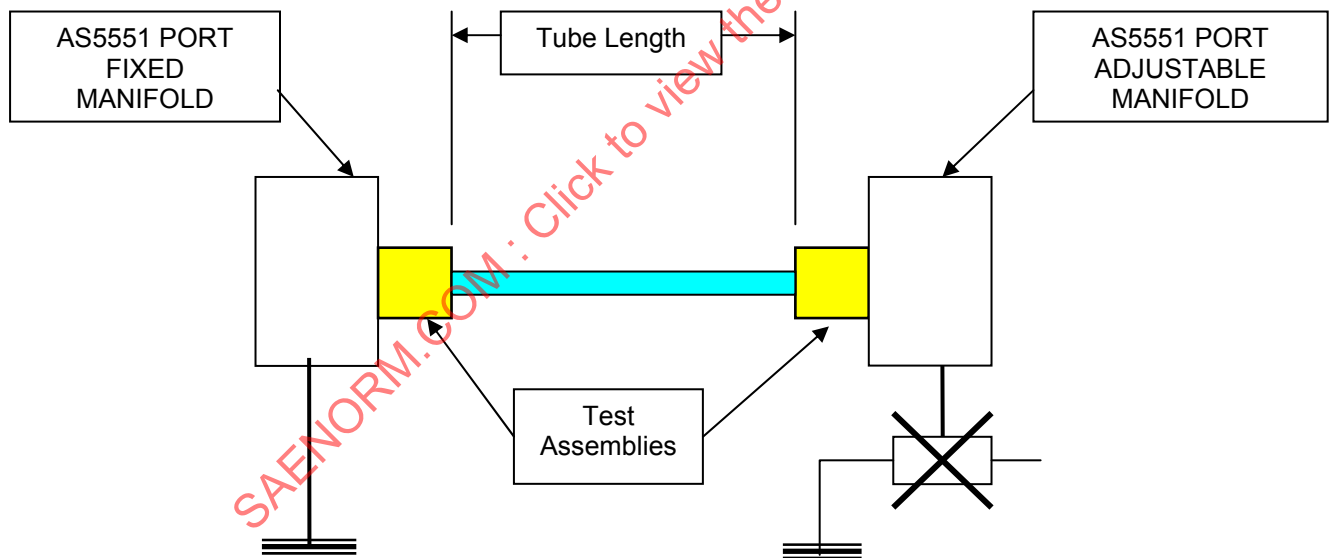 AS5551 PORT
FIXED
MANIFOLD
Tube Length
AS5551 PORT
ADJUSTABLE
MANIFOLD
Test
Assemblies
SAENORM.COM : Click to view the